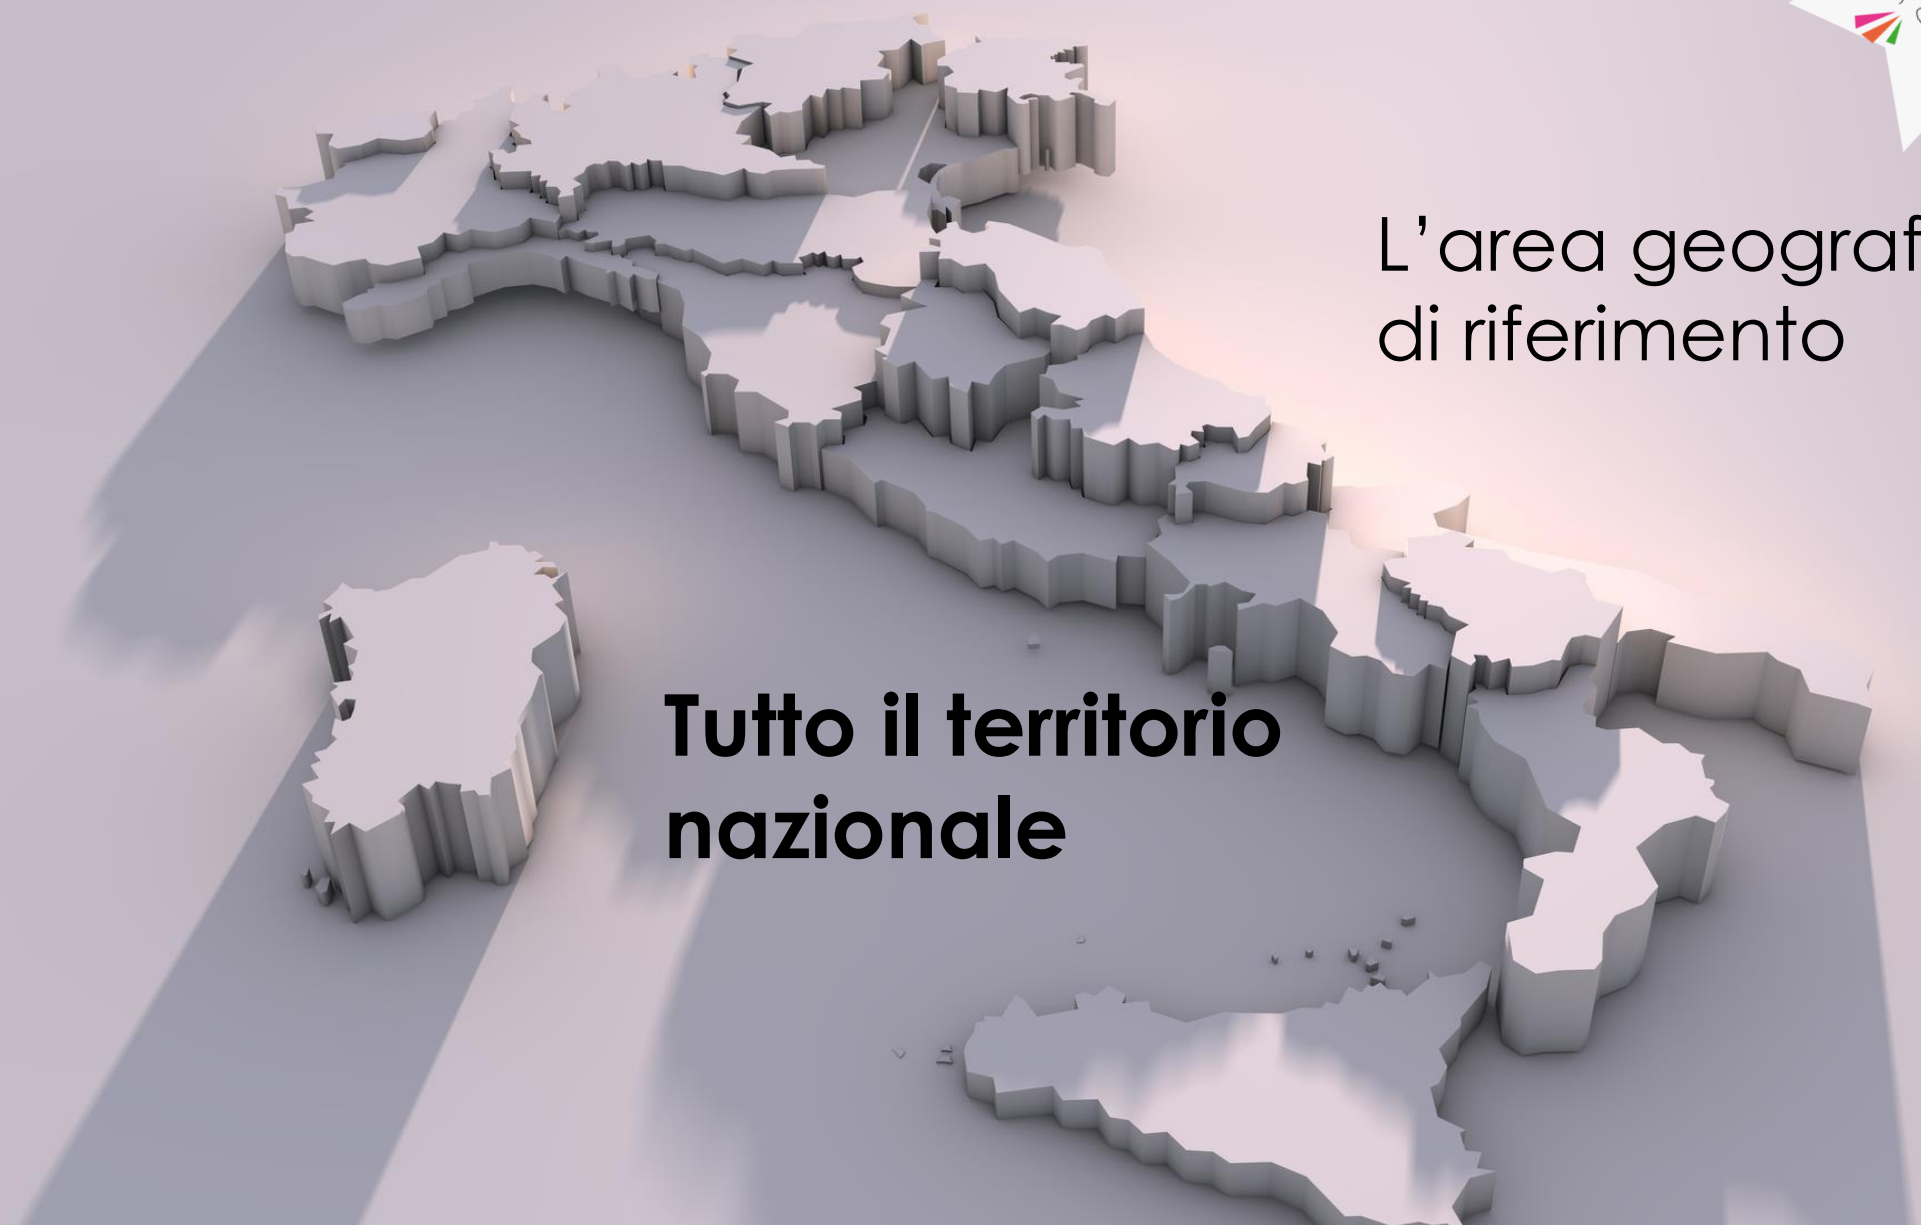 L'area geograf
di riferimento
Tutto il territorio
nazionale